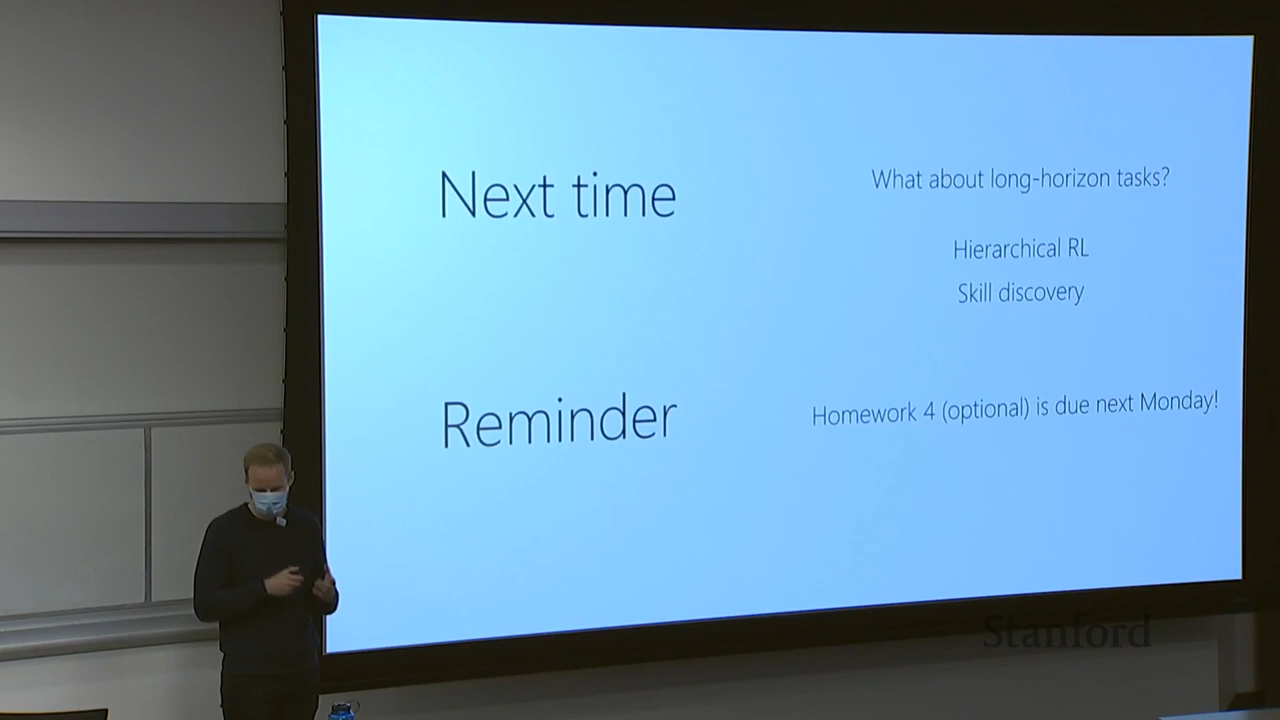 Next time
What about long-horizon tasks?
Hierarchical RL
Skill discovery
Reminder
Homework 4 (optional) is due next Monday!
Stanford